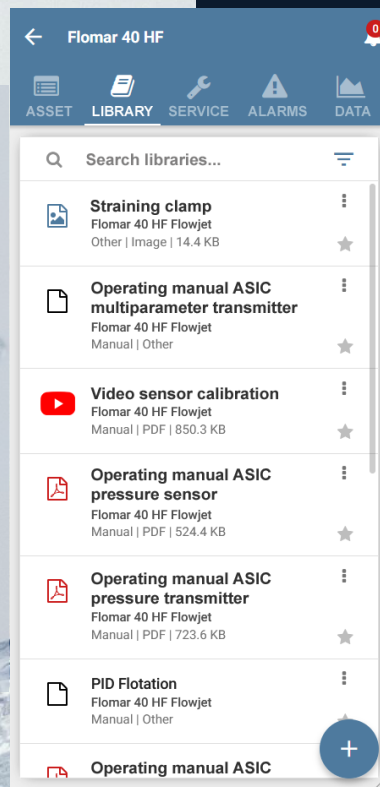 Flomar 40 HF
0
ASSET LIBRARY SERVICE ALARMS DATA
Search libraries...
Straining clamp
Flomar 40 HF Flowjet
Other | Image | 14.4 KB
Operating manual ASIC
multiparameter transmitter
Flomar 40 HF Flowjet
Manual | Other
Video sensor calibration
Flomar 40 HF Flowjet
Manual | PDF | 850.3 KB
Operating manual ASIC
pressure sensor
Flomar 40 HF Flowjet
Manual | PDF | 524.4 KB
Operating manual ASIC
pressure transmitter
Flomar 40 HF Flowjet
Manual | PDF | 723.6 KB
PID Flotation
Flomar 40 HF Flowjet
Manual | Other
Operating manual ASIC